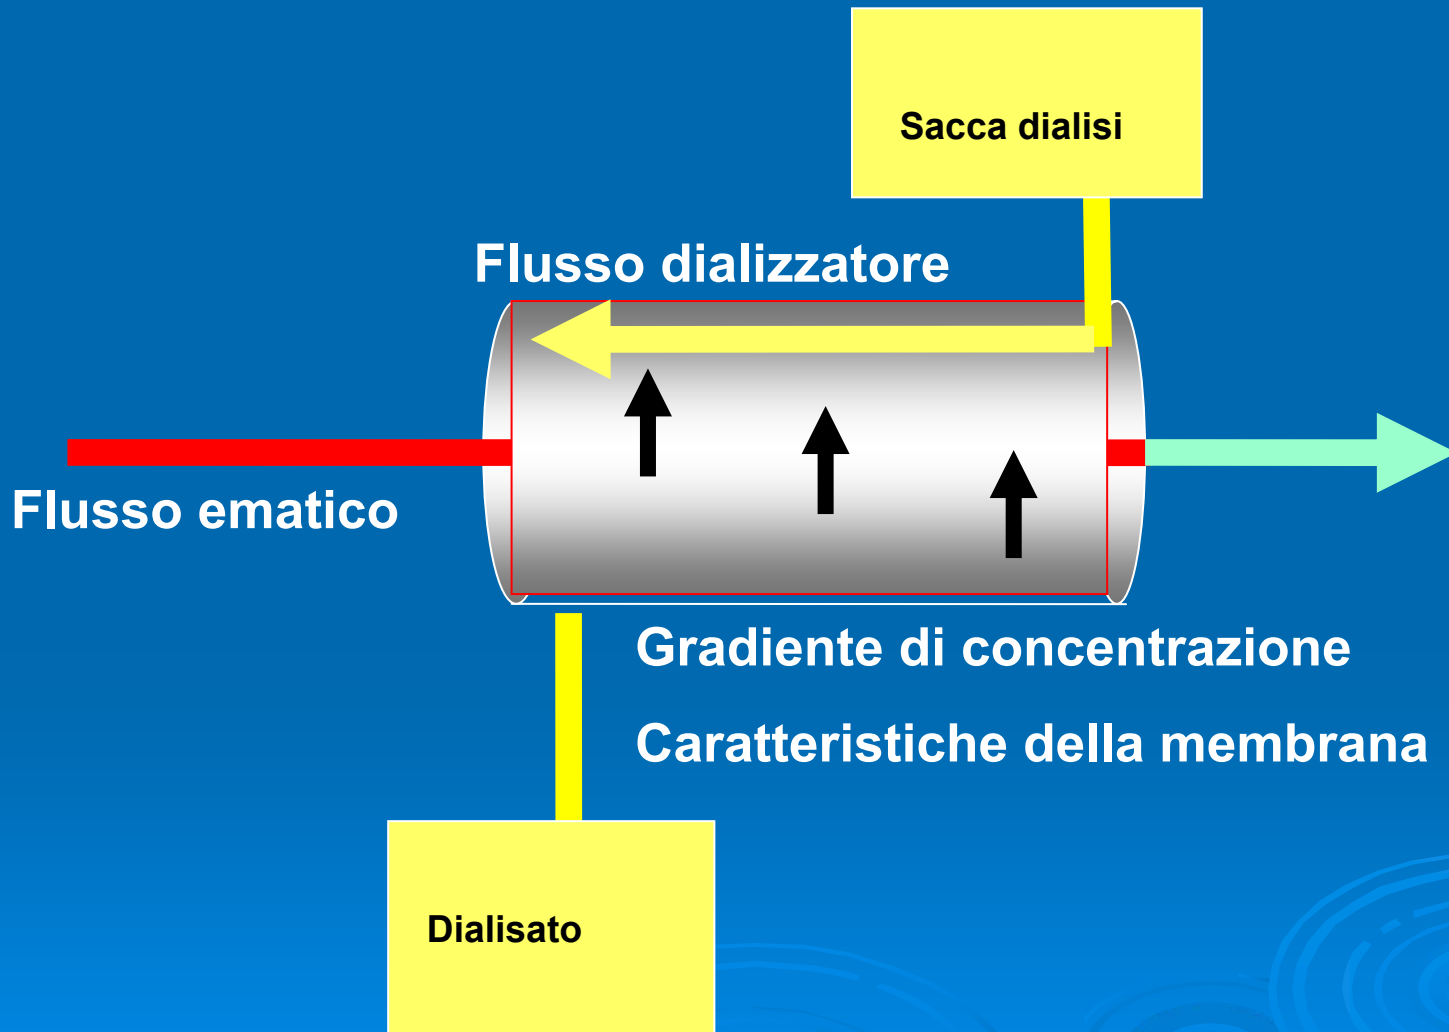 Sacca dialisi
Flusso dializzatore
Flusso ematico
Gradiente di concentrazione
Caratteristiche della membrana
Dialisato